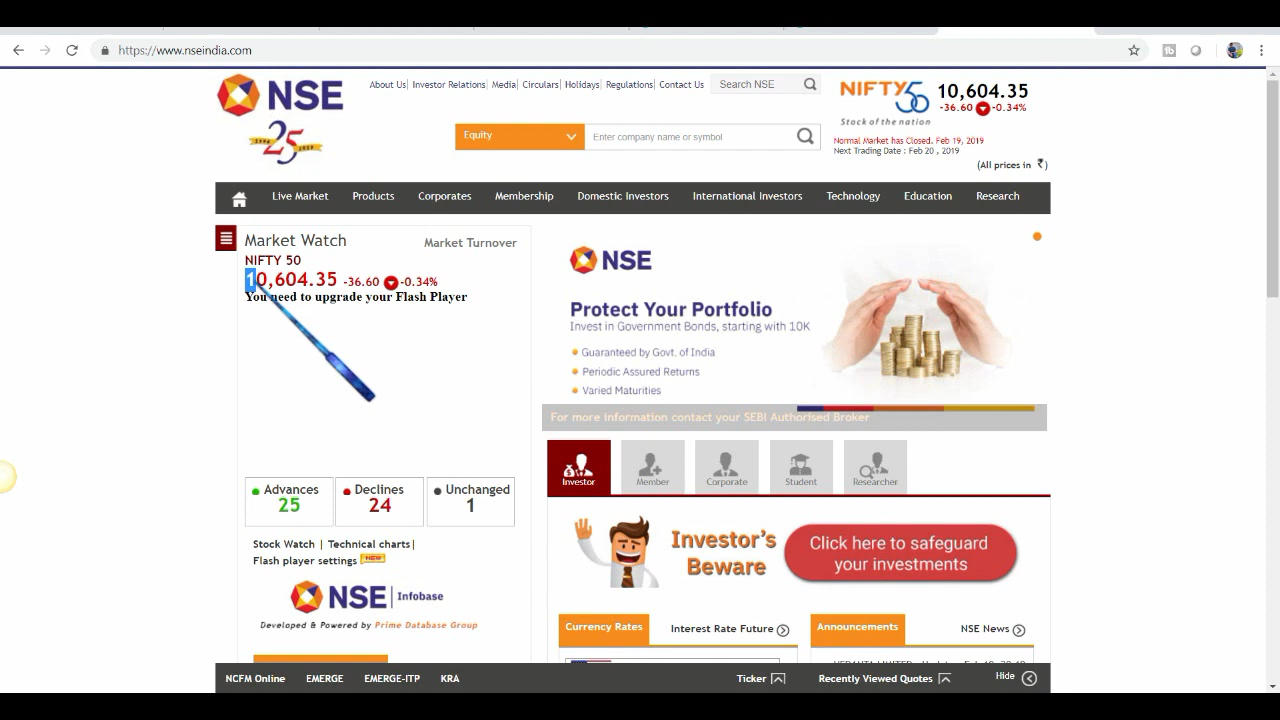 https://www.nseindia.com
NSE
25
About Us| Investor Relations| Media| Circulars| Holidays| Regulations| Contact Us
Search NSE
NIFTY50
Stock of the nation
10,604.35
-36.60 -0.34%
Equity
Enter company name or symbol
Normal Market has Closed. Feb 19, 2019
Next Trading Date : Feb 20 , 2019
(All prices in ₹)
Live Market Products Corporates Membership Domestic Investors International Investors Technology Education Research
Market Watch
Market Turnover
NIFTY 50
10,604.35 -36.60 -0.34%
You need to upgrade your Flash Player
NSE
Protect Your Portfolio
Invest in Government Bonds, starting with 10K
Guaranteed by Govt. of India
Periodic Assured Returns
Varied Maturities
For more information contact your SEBI Authorised Broker
Investor Member Corporate Student Researcher
Advances
25
Declines
24
Unchanged
1
Stock Watch | Technical charts|
Flash player settings NEW
NSE Infobase
Developed & Powered by Prime Database Group
Investor's
Beware
Click here to safeguard
your investments
Currency Rates
Interest Rate Future
Announcements
NSE News
NCFM Online EMERGE EMERGE-ITP KRA
Ticker
Recently Viewed Quotes
Hide